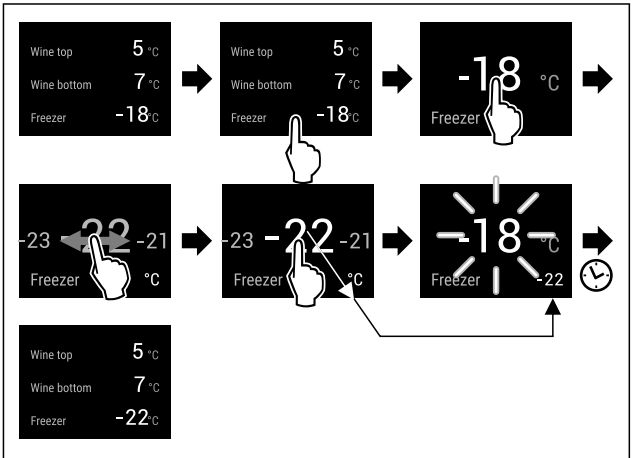 Wine top 5 °C
Wine bottom 7 °C
Freezer -18°C
Wine top 5 °C
Wine bottom 7 °C
Freezer -18°C
-18 °C
Freezer
-23 -22 -21
Freezer °C
-23 -22 -21
Freezer °C
-18 °C
Freezer -22
Wine top 5 °C
Wine bottom 7 °C
Freezer -22°C